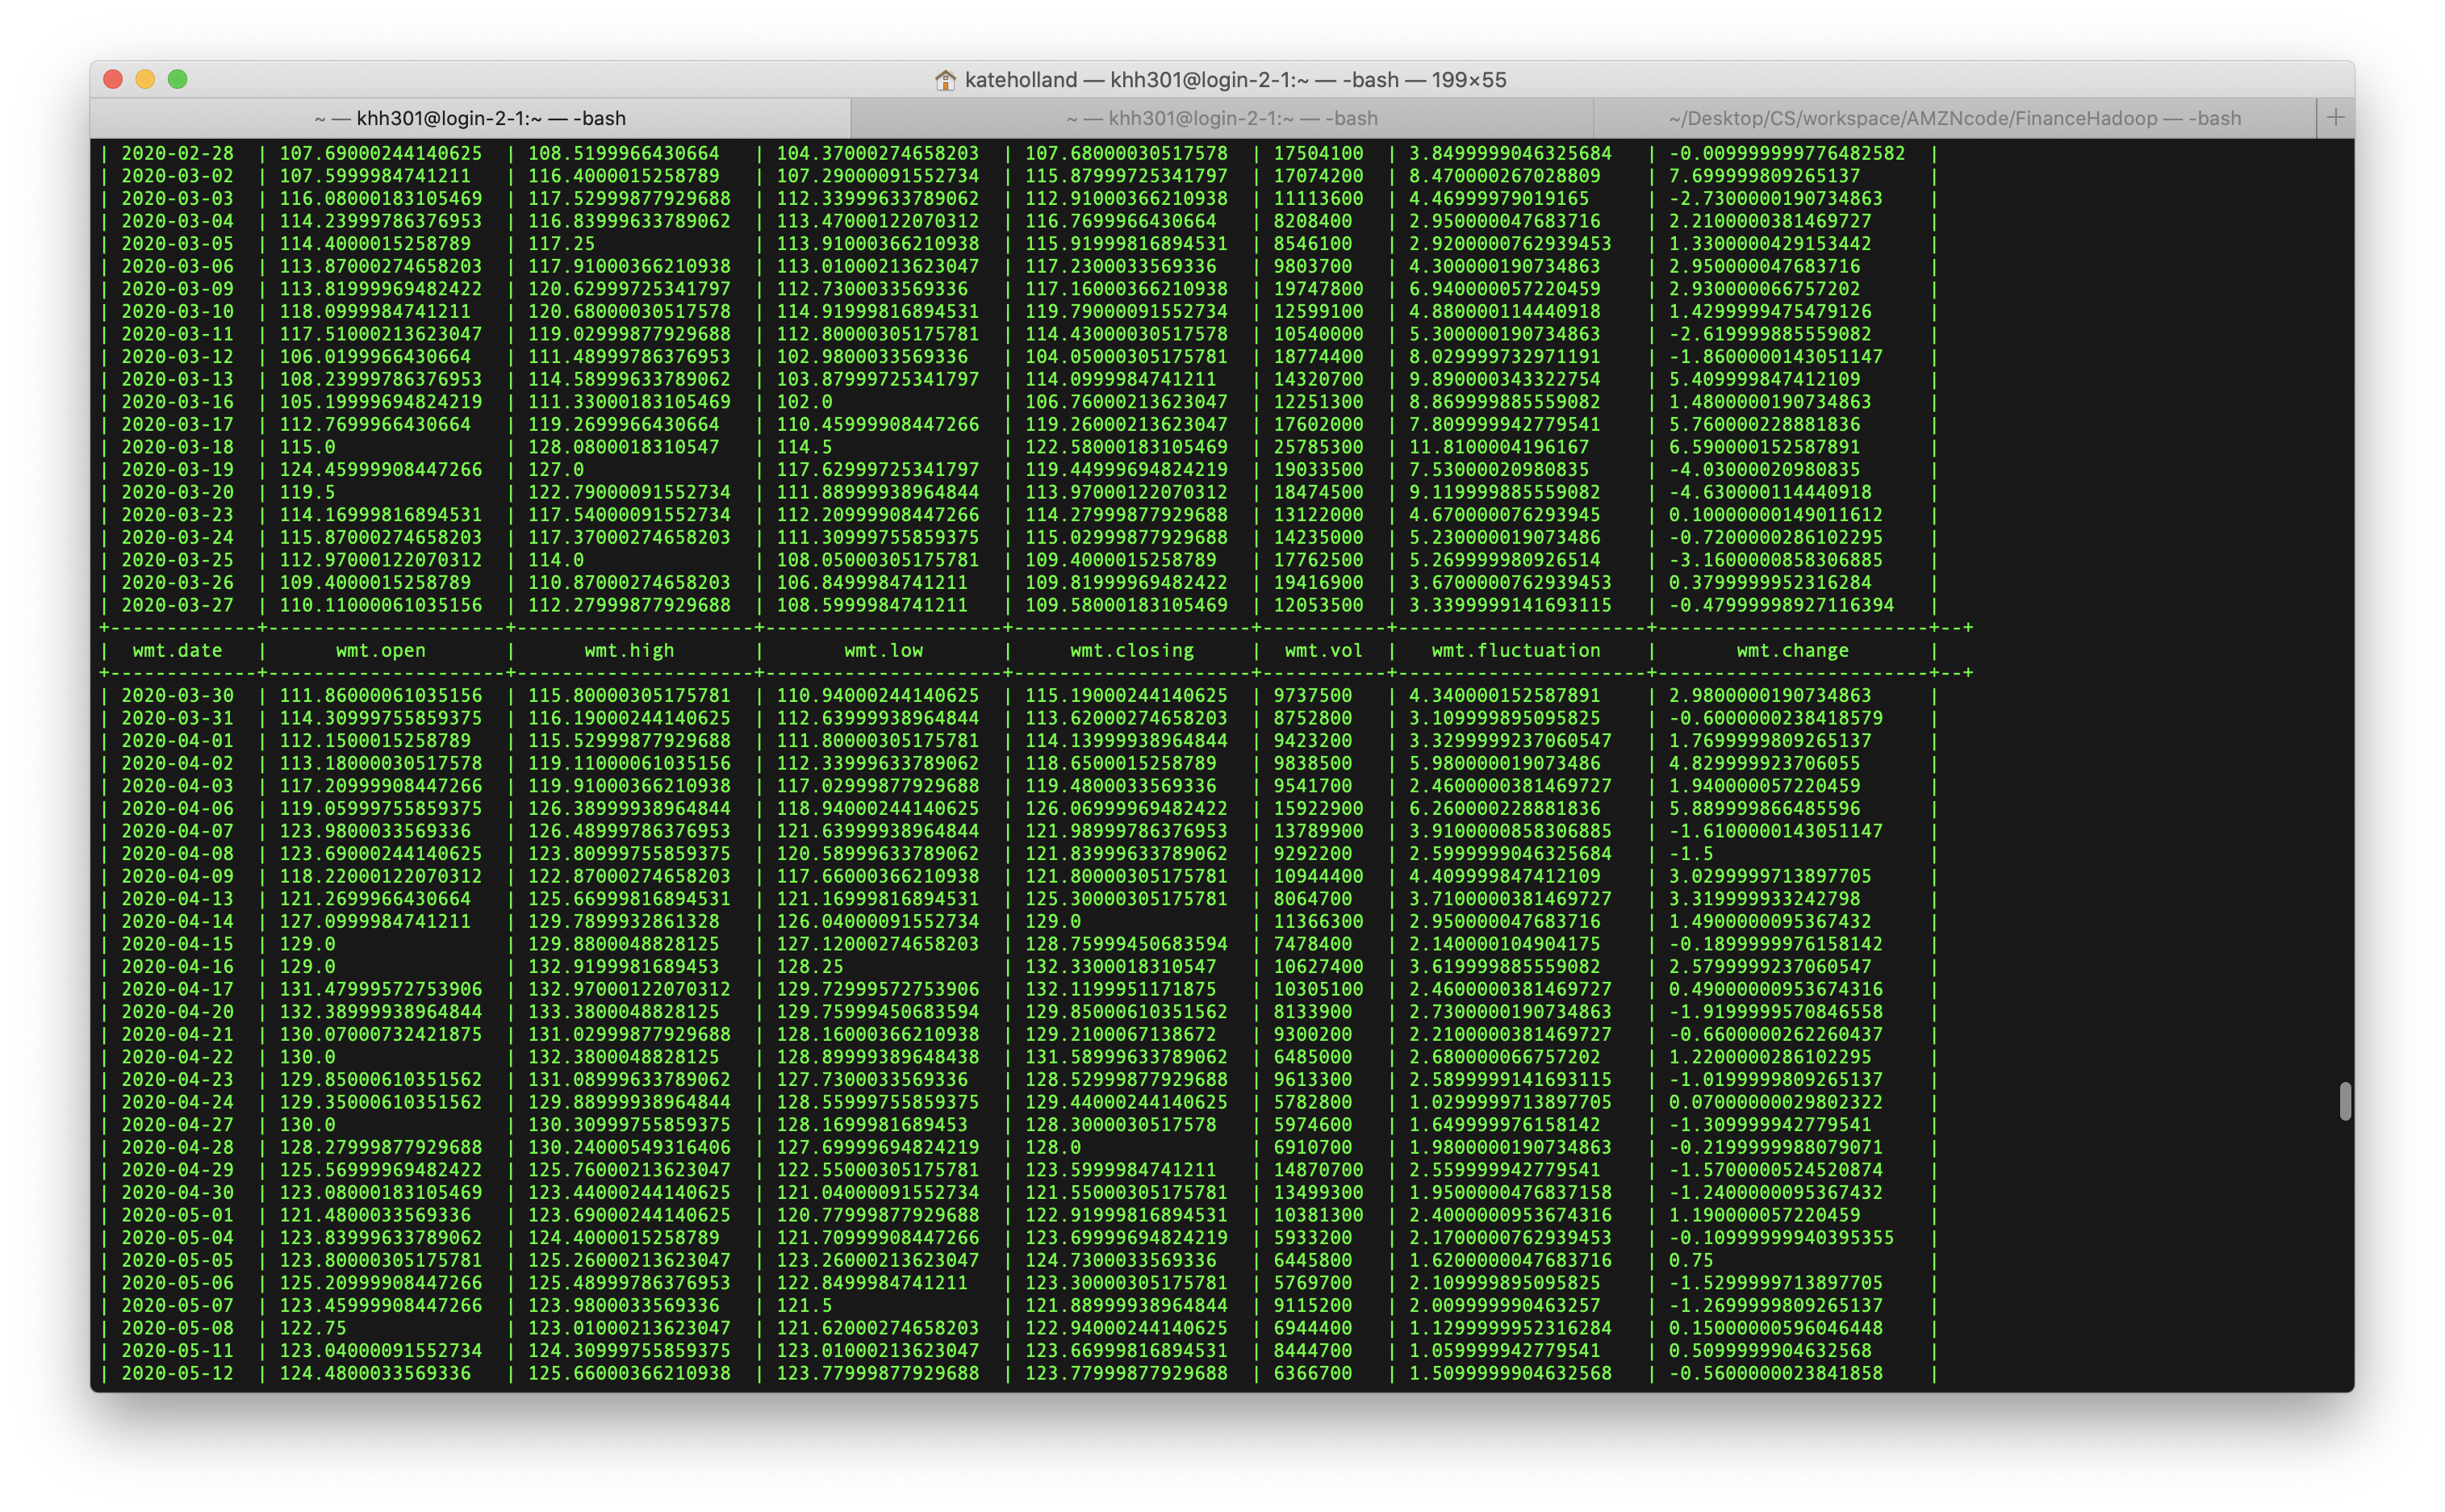 kateholland — khh301@login-2-1:~ — -bash — 199×55
~ — khh301@login-2-1:~ — -bash ~ — khh301@login-2-1:~ — -bash ~/Desktop/CS/workspace/AMZNcode/FinanceHadoop — -bash +
| 2020-02-28 | 107.69000244140625 | 108.5199966430664 | 104.37000274658203 | 107.68000030517578 | 17504100 | 3.8499999046325684 | -0.009999999776482582 |
| 2020-03-02 | 107.5999984741211 | 116.4000015258789 | 107.29000091552734 | 115.87999725341797 | 17074200 | 8.470000267028809 | 7.699999809265137 |
| 2020-03-03 | 116.08000183105469 | 117.52999877929688 | 112.33999633789062 | 112.91000366210938 | 11113600 | 4.46999979019165 | -2.7300000190734863 |
| 2020-03-04 | 114.23999786376953 | 116.83999633789062 | 113.47000122070312 | 116.7699966430664 | 8208400 | 2.950000047683716 | 2.2100000381469727 |
| 2020-03-05 | 114.4000015258789 | 117.25 | 113.91000366210938 | 115.91999816894531 | 8546100 | 2.9200000762939453 | 1.3300000429153442 |
| 2020-03-06 | 113.87000274658203 | 117.91000366210938 | 113.01000213623047 | 117.2300033569336 | 9803700 | 4.300000190734863 | 2.950000047683716 |
| 2020-03-09 | 113.81999969482422 | 120.62999725341797 | 112.7300033569336 | 117.16000366210938 | 19747800 | 6.940000057220459 | 2.930000066757202 |
| 2020-03-10 | 118.0999984741211 | 120.68000030517578 | 114.91999816894531 | 119.79000091552734 | 12599100 | 4.880000114440918 | 1.4299999475479126 |
| 2020-03-11 | 117.51000213623047 | 119.02999877929688 | 112.80000305175781 | 114.43000030517578 | 10540000 | 5.300000190734863 | -2.619999885559082 |
| 2020-03-12 | 106.0199966430664 | 111.48999786376953 | 102.9800033569336 | 104.05000305175781 | 18774400 | 8.029999732971191 | -1.8600000143051147 |
| 2020-03-13 | 108.23999786376953 | 114.58999633789062 | 103.87999725341797 | 114.0999984741211 | 14320700 | 9.890000343322754 | 5.409999847412109 |
| 2020-03-16 | 105.19999694824219 | 111.33000183105469 | 102.0 | 106.76000213623047 | 12251300 | 8.869999885559082 | 1.4800000190734863 |
| 2020-03-17 | 112.7699966430664 | 119.2699966430664 | 110.45999908447266 | 119.26000213623047 | 17602000 | 7.809999942779541 | 5.760000228881836 |
| 2020-03-18 | 115.0 | 128.0800018310547 | 114.5 | 122.58000183105469 | 25785300 | 11.8100004196167 | 6.590000152587891 |
| 2020-03-19 | 124.45999908447266 | 127.0 | 117.62999725341797 | 119.44999694824219 | 19033500 | 7.53000020980835 | -4.03000020980835 |
| 2020-03-20 | 119.5 | 122.79000091552734 | 111.88999938964844 | 113.97000122070312 | 18474500 | 9.119999885559082 | -4.630000114440918 |
| 2020-03-23 | 114.16999816894531 | 117.54000091552734 | 112.20999908447266 | 114.27999877929688 | 13122000 | 4.670000076293945 | 0.10000000149011612 |
| 2020-03-24 | 115.87000274658203 | 117.37000274658203 | 111.30999755859375 | 115.02999877929688 | 14235000 | 5.230000019073486 | -0.7200000286102295 |
| 2020-03-25 | 112.97000122070312 | 114.0 | 108.05000305175781 | 109.4000015258789 | 17762500 | 5.269999980926514 | -3.1600000858306885 |
| 2020-03-26 | 109.4000015258789 | 110.87000274658203 | 106.8499984741211 | 109.81999969482422 | 19416900 | 3.6700000762939453 | 0.3799999952316284 |
| 2020-03-27 | 110.11000061035156 | 112.27999877929688 | 108.5999984741211 | 109.58000183105469 | 12053500 | 3.3399999141693115 | -0.47999998927116394 |
+-------------+---------------------+---------------------+---------------------+---------------------+-----------+----------------------+------------------------+--+
| wmt.date | wmt.open | wmt.high | wmt.low | wmt.closing | wmt.vol | wmt.fluctuation | wmt.change |
+-------------+---------------------+---------------------+---------------------+---------------------+-----------+----------------------+------------------------+--+
| 2020-03-30 | 111.86000061035156 | 115.80000305175781 | 110.94000244140625 | 115.19000244140625 | 9737500 | 4.340000152587891 | 2.9800000190734863 |
| 2020-03-31 | 114.30999755859375 | 116.19000244140625 | 112.63999938964844 | 113.62000274658203 | 8752800 | 3.109999895095825 | -0.6000000238418579 |
| 2020-04-01 | 112.1500015258789 | 115.52999877929688 | 111.80000305175781 | 114.13999938964844 | 9423200 | 3.3299999237060547 | 1.7699999809265137 |
| 2020-04-02 | 113.18000030517578 | 119.11000061035156 | 112.33999633789062 | 118.6500015258789 | 9838500 | 5.980000019073486 | 4.829999923706055 |
| 2020-04-03 | 117.20999908447266 | 119.91000366210938 | 117.02999877929688 | 119.4800033569336 | 9541700 | 2.4600000381469727 | 1.940000057220459 |
| 2020-04-06 | 119.05999755859375 | 126.38999938964844 | 118.94000244140625 | 126.06999969482422 | 15922900 | 6.260000228881836 | 5.889999866485596 |
| 2020-04-07 | 123.9800033569336 | 126.48999786376953 | 121.63999938964844 | 121.98999786376953 | 13789900 | 3.9100000858306885 | -1.6100000143051147 |
| 2020-04-08 | 123.69000244140625 | 123.80999755859375 | 120.58999633789062 | 121.83999633789062 | 9292200 | 2.5999999046325684 | -1.5 |
| 2020-04-09 | 118.22000122070312 | 122.87000274658203 | 117.66000366210938 | 121.80000305175781 | 10944400 | 4.409999847412109 | 3.0299999713897705 |
| 2020-04-13 | 121.2699966430664 | 125.66999816894531 | 121.16999816894531 | 125.30000305175781 | 8064700 | 3.7100000381469727 | 3.319999933242798 |
| 2020-04-14 | 127.0999984741211 | 129.7899932861328 | 126.04000091552734 | 129.0 | 11366300 | 2.950000047683716 | 1.4900000095367432 |
| 2020-04-15 | 129.0 | 129.8800048828125 | 127.12000274658203 | 128.75999450683594 | 7478400 | 2.140000104904175 | -0.1899999976158142 |
| 2020-04-16 | 129.0 | 132.9199981689453 | 128.25 | 132.3300018310547 | 10627400 | 3.619999885559082 | 2.5799999237060547 |
| 2020-04-17 | 131.47999572753906 | 132.97000122070312 | 129.72999572753906 | 132.1199951171875 | 10305100 | 2.4600000381469727 | 0.49000000953674316 |
| 2020-04-20 | 132.38999938964844 | 133.3800048828125 | 129.75999450683594 | 129.85000610351562 | 8133900 | 2.7300000190734863 | -1.9199999570846558 |
| 2020-04-21 | 130.07000732421875 | 131.02999877929688 | 128.16000366210938 | 129.2100067138672 | 9300200 | 2.2100000381469727 | -0.6600000262260437 |
| 2020-04-22 | 130.0 | 132.3800048828125 | 128.89999389648438 | 131.58999633789062 | 6485000 | 2.680000066757202 | 1.2200000286102295 |
| 2020-04-23 | 129.85000610351562 | 131.08999633789062 | 127.7300033569336 | 128.52999877929688 | 9613300 | 2.5899999141693115 | -1.0199999809265137 |
| 2020-04-24 | 129.35000610351562 | 129.88999938964844 | 128.55999755859375 | 129.44000244140625 | 5782800 | 1.0299999713897705 | 0.07000000029802322 |
| 2020-04-27 | 130.0 | 130.30999755859375 | 128.1699981689453 | 128.3000030517578 | 5974600 | 1.649999976158142 | -1.309999942779541 |
| 2020-04-28 | 128.27999877929688 | 130.24000549316406 | 127.69999694824219 | 128.0 | 6910700 | 1.9800000190734863 | -0.2199999988079071 |
| 2020-04-29 | 125.56999969482422 | 125.76000213623047 | 122.55000305175781 | 123.5999984741211 | 14870700 | 2.559999942779541 | -1.5700000524520874 |
| 2020-04-30 | 123.08000183105469 | 123.44000244140625 | 121.04000091552734 | 121.55000305175781 | 13499300 | 1.9500000476837158 | -1.2400000095367432 |
| 2020-05-01 | 121.4800033569336 | 123.69000244140625 | 120.77999877929688 | 122.91999816894531 | 10381300 | 2.4000000953674316 | 1.190000057220459 |
| 2020-05-04 | 123.83999633789062 | 124.4000015258789 | 121.70999908447266 | 123.69999694824219 | 5933200 | 2.1700000762939453 | -0.10999999940395355 |
| 2020-05-05 | 123.80000305175781 | 125.26000213623047 | 123.26000213623047 | 124.7300033569336 | 6445800 | 1.6200000047683716 | 0.75 |
| 2020-05-06 | 125.20999908447266 | 125.48999786376953 | 122.8499984741211 | 123.30000305175781 | 5769700 | 2.109999895095825 | -1.5299999713897705 |
| 2020-05-07 | 123.45999908447266 | 123.9800033569336 | 121.5 | 121.88999938964844 | 9115200 | 2.009999990463257 | -1.2699999809265137 |
| 2020-05-08 | 122.75 | 123.01000213623047 | 121.62000274658203 | 122.94000244140625 | 6944400 | 1.1299999952316284 | 0.15000000596046448 |
| 2020-05-11 | 123.04000091552734 | 124.30999755859375 | 123.01000213623047 | 123.66999816894531 | 8444700 | 1.059999942779541 | 0.5099999904632568 |
| 2020-05-12 | 124.4800033569336 | 125.66000366210938 | 123.77999877929688 | 123.77999877929688 | 6366700 | 1.5099999904632568 | -0.5600000023841858 |